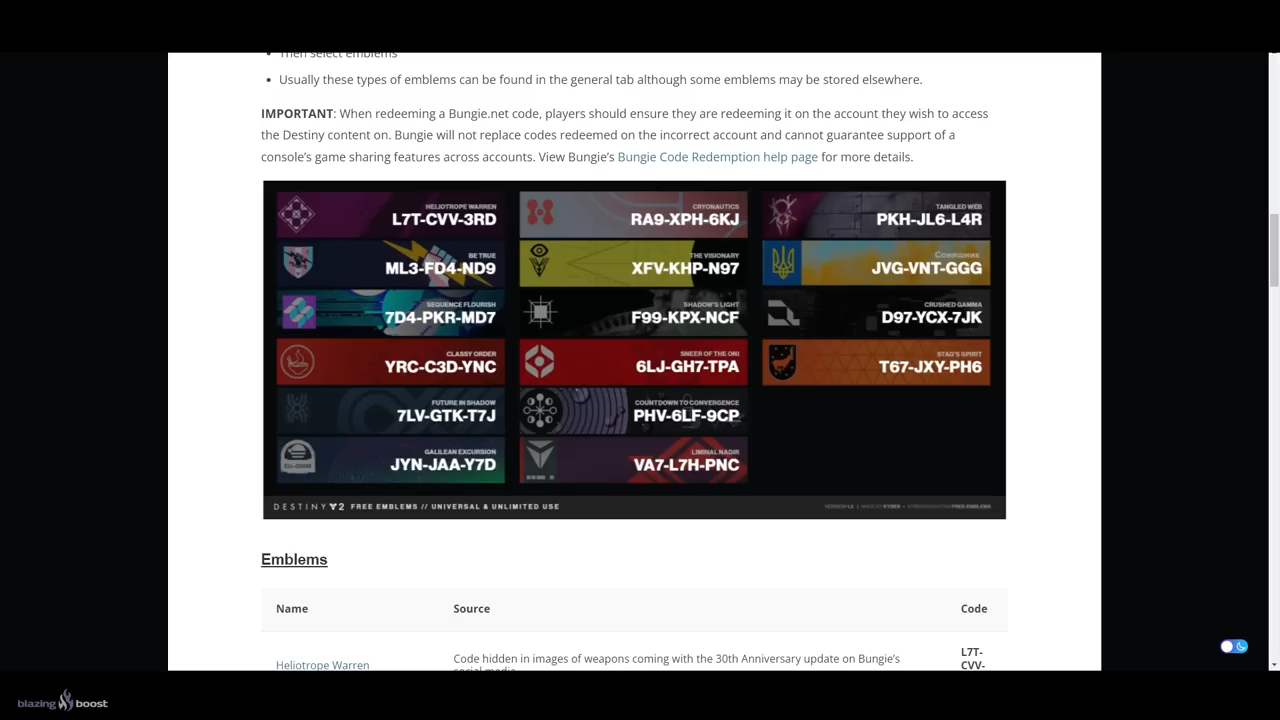 Then select emblems
Usually these types of emblems can be found in the general tab although some emblems may be stored elsewhere.
IMPORTANT: When redeeming a Bungie.net code, players should ensure they are redeeming it on the account they wish to access
the Destiny content on. Bungie will not replace codes redeemed on the incorrect account and cannot guarantee support of a
console’s game sharing features across accounts. View Bungie’s Bungie Code Redemption help page for more details.
HELIOTROPE WARREN
L7T-CVV-3RD
BE TRUE
ML3-FD4-ND9
SEQUENCE FLOURISH
7D4-PKR-MD7
CLASSY ORDER
YRC-C3D-YNC
FUTURE IN SHADOW
7LV-GTK-T7J
GALILEAN EXCURSION
JYN-JAA-Y7D
CRYONAUTICS
RA9-XPH-6KJ
THE VISIONARY
XFV-KHP-N97
SHADOW'S LIGHT
F99-KPX-NCF
SNEER OF THE ONI
6LJ-GH7-TPA
COUNTDOWN TO CONVERGENCE
PHV-6LF-9CP
LIMINAL NADIR
VA7-L7H-PNC
TANGLED WEB
PKH-JL6-L4R
Соняшник
JVG-VNT-GGG
CRUSHED GAMMA
D97-YCX-7JK
STAG'S SPIRIT
T67-JXY-PH6
DESTINY 2 FREE EMBLEMS // UNIVERSAL & UNLIMITED USE
Emblems
Name Source Code
Heliotrope Warren
Code hidden in images of weapons coming with the 30th Anniversary update on Bungie’s
social media
L7T-
CVV-
blazing boost